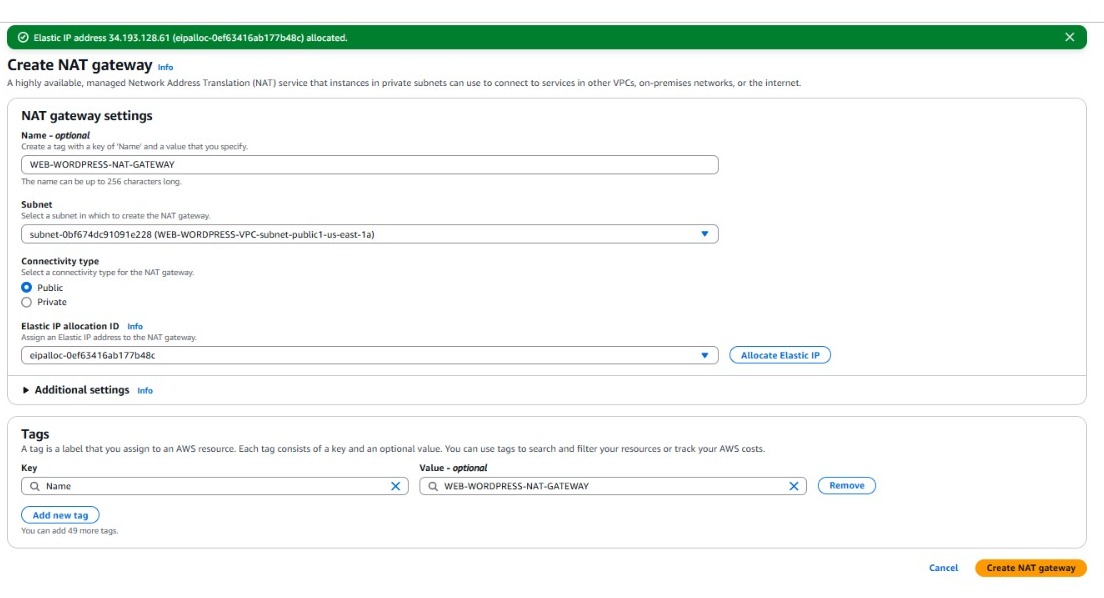 Elastic IP address 34.193.128.61 (eipalloc-0ef63416ab177b48c) allocated.
Create NAT gateway Info
A highly available, managed Network Address Translation (NAT) service that instances in private subnets can use to connect to services in other VPCs, on-premises networks, or the internet.
NAT gateway settings
Name - optional
Create a tag with a key of 'Name' and a value that you specify.
WEB-WORDPRESS-NAT-GATEWAY
The name can be up to 256 characters long.
Subnet
Select a subnet in which to create the NAT gateway.
subnet-0bf674dc91091e228 (WEB-WORDPRESS-VPC-subnet-public1-us-east-1a)
Connectivity type
Select a connectivity type for the NAT gateway.
Public
Private
Elastic IP allocation ID Info
Assign an Elastic IP address to the NAT gateway.
eipalloc-0ef63416ab177b48c Allocate Elastic IP
Additional settings Info
Tags
A tag is a label that you assign to an AWS resource. Each tag consists of a key and an optional value. You can use tags to search and filter your resources or track your AWS costs.
Key Value - optional
Name WEB-WORDPRESS-NAT-GATEWAY Remove
Add new tag
You can add 49 more tags.
Cancel Create NAT gateway